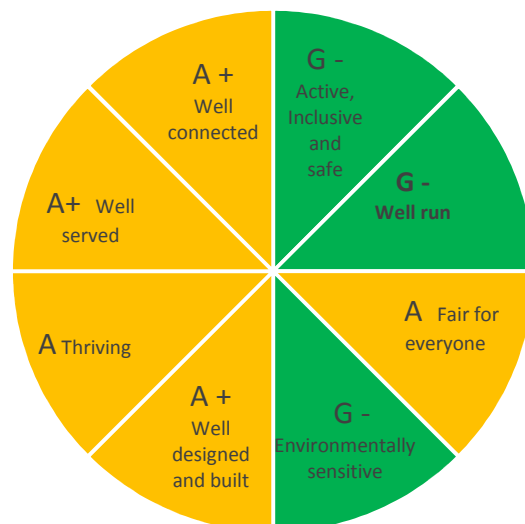 G -
Active,
Inclusive
and
safe
G -
Well run
A Fair for
everyone
G -
Environmentally
sensitive
A +
Well
designed
and built
A Thriving
A+ Well
served
A +
Well
connected